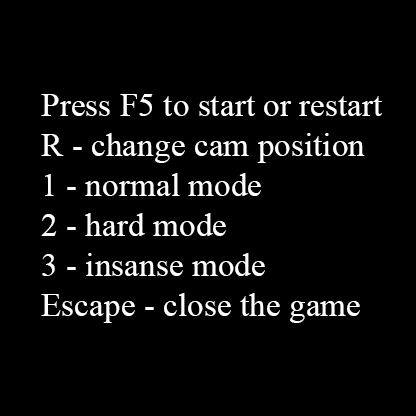 Press F5 to start or restart
R - change cam position
1 - normal mode
2 - hard mode
3 - insanse mode
Escape - close the game